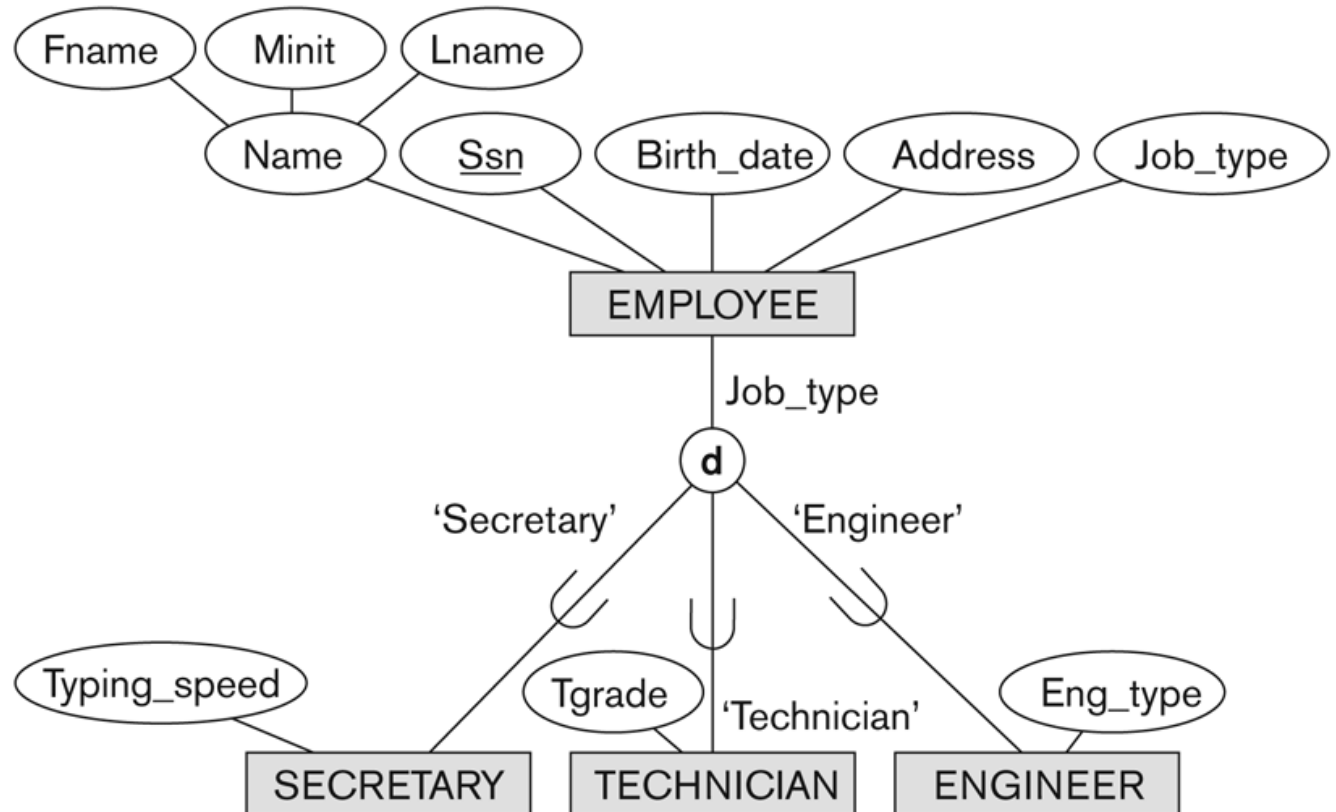 Fname
Minit
Lname
Name
Ssn
Birth_date
Address
Job_type
EMPLOYEE
Job_type
d
‘Secretary’
‘Engineer’
Typing_speed
Tgrade
‘Technician’
Eng_type
SECRETARY
TECHNICIAN
ENGINEER